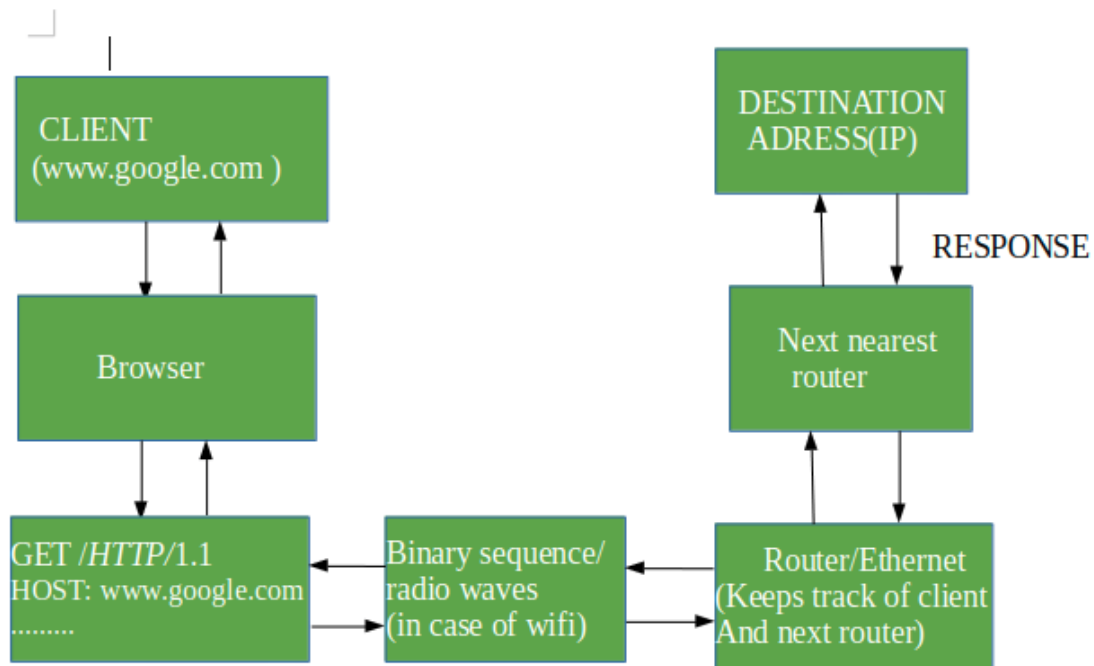 CLIENT
(www.google.com )
Browser
GET /HTTP/1.1
HOST: www.google.com
.........
Binary sequence/
radio waves
(in case of wifi)
Router/Ethernet
(Keeps track of client
And next router)
Next nearest
router
DESTINATION
ADRESS(IP)
RESPONSE